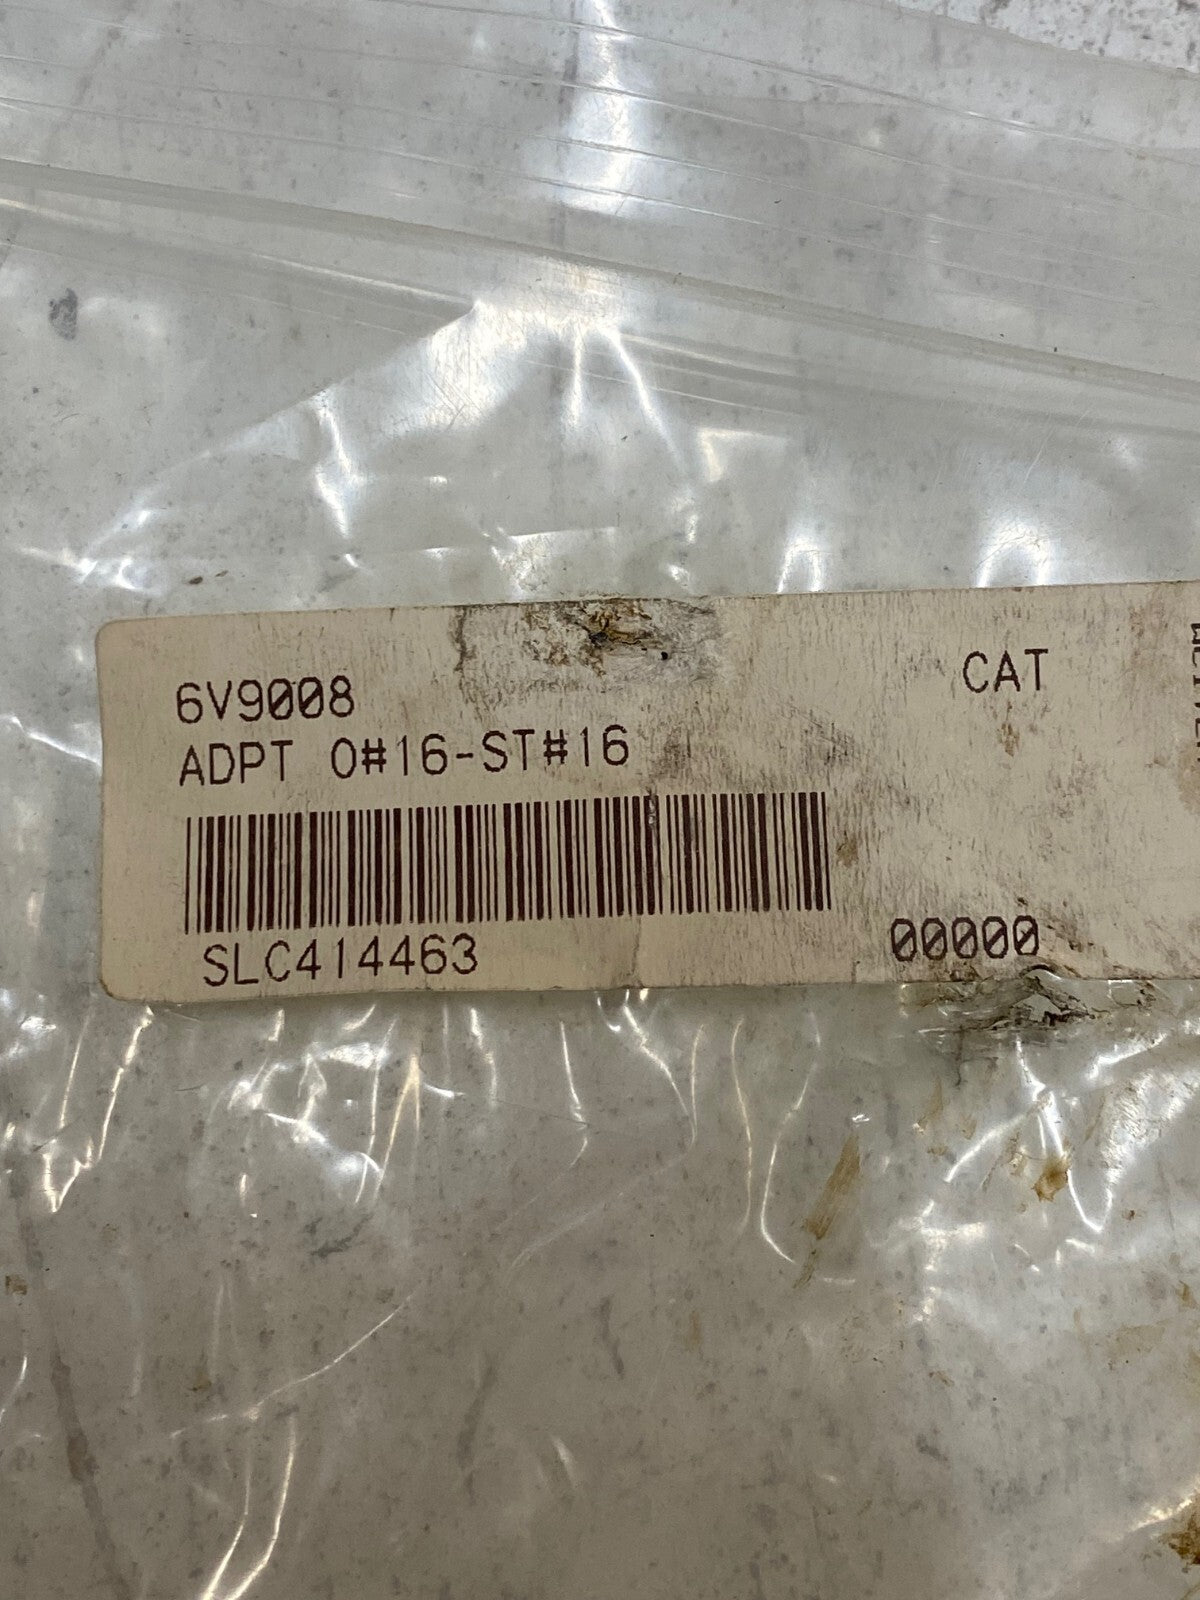 6V9008
CAT
ADPT O#16-ST#16
SLC414463
00000